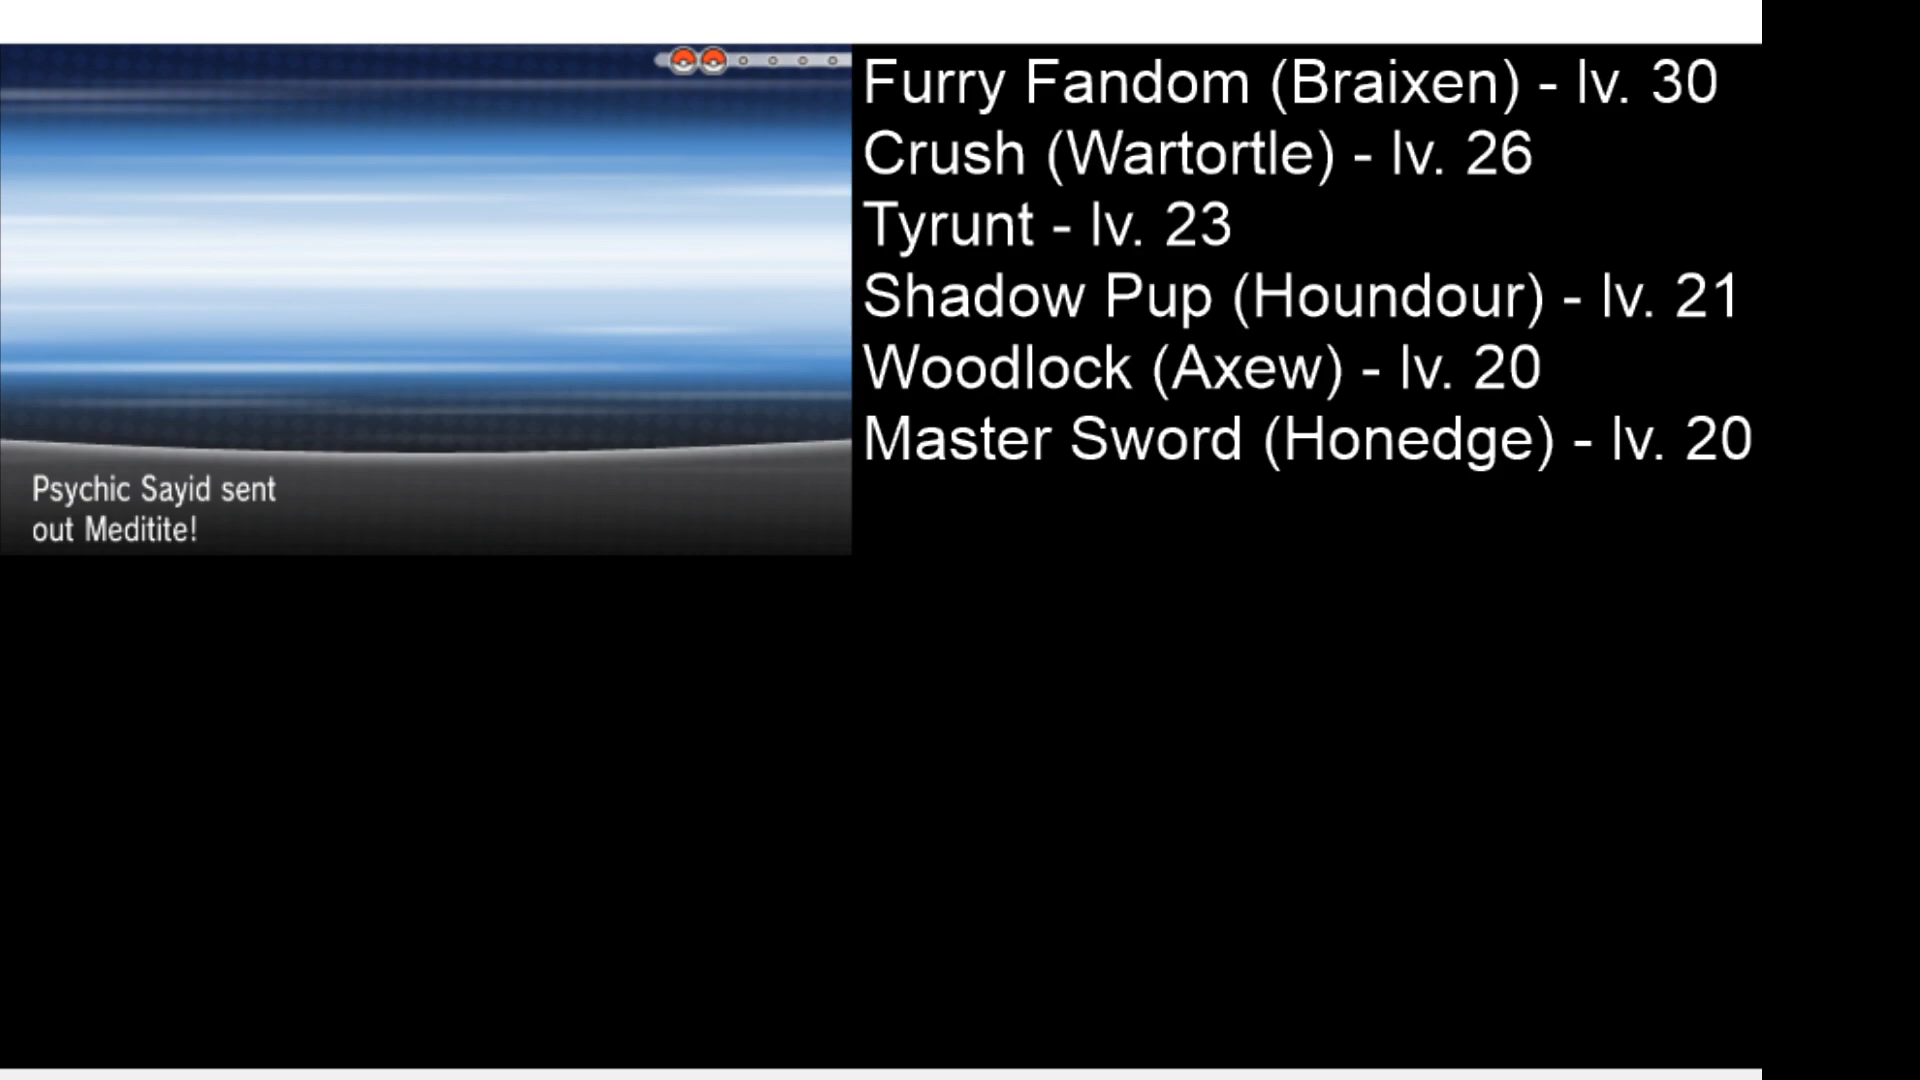 Furry Fandom (Braixen) - lv. 30
Crush (Wartortle) - lv. 26
Tyrunt - lv. 23
Shadow Pup (Houndour) - lv. 21
Woodlock (Axew) - lv. 20
Master Sword (Honedge) - lv. 20
Psychic Sayid sent
out Meditite!